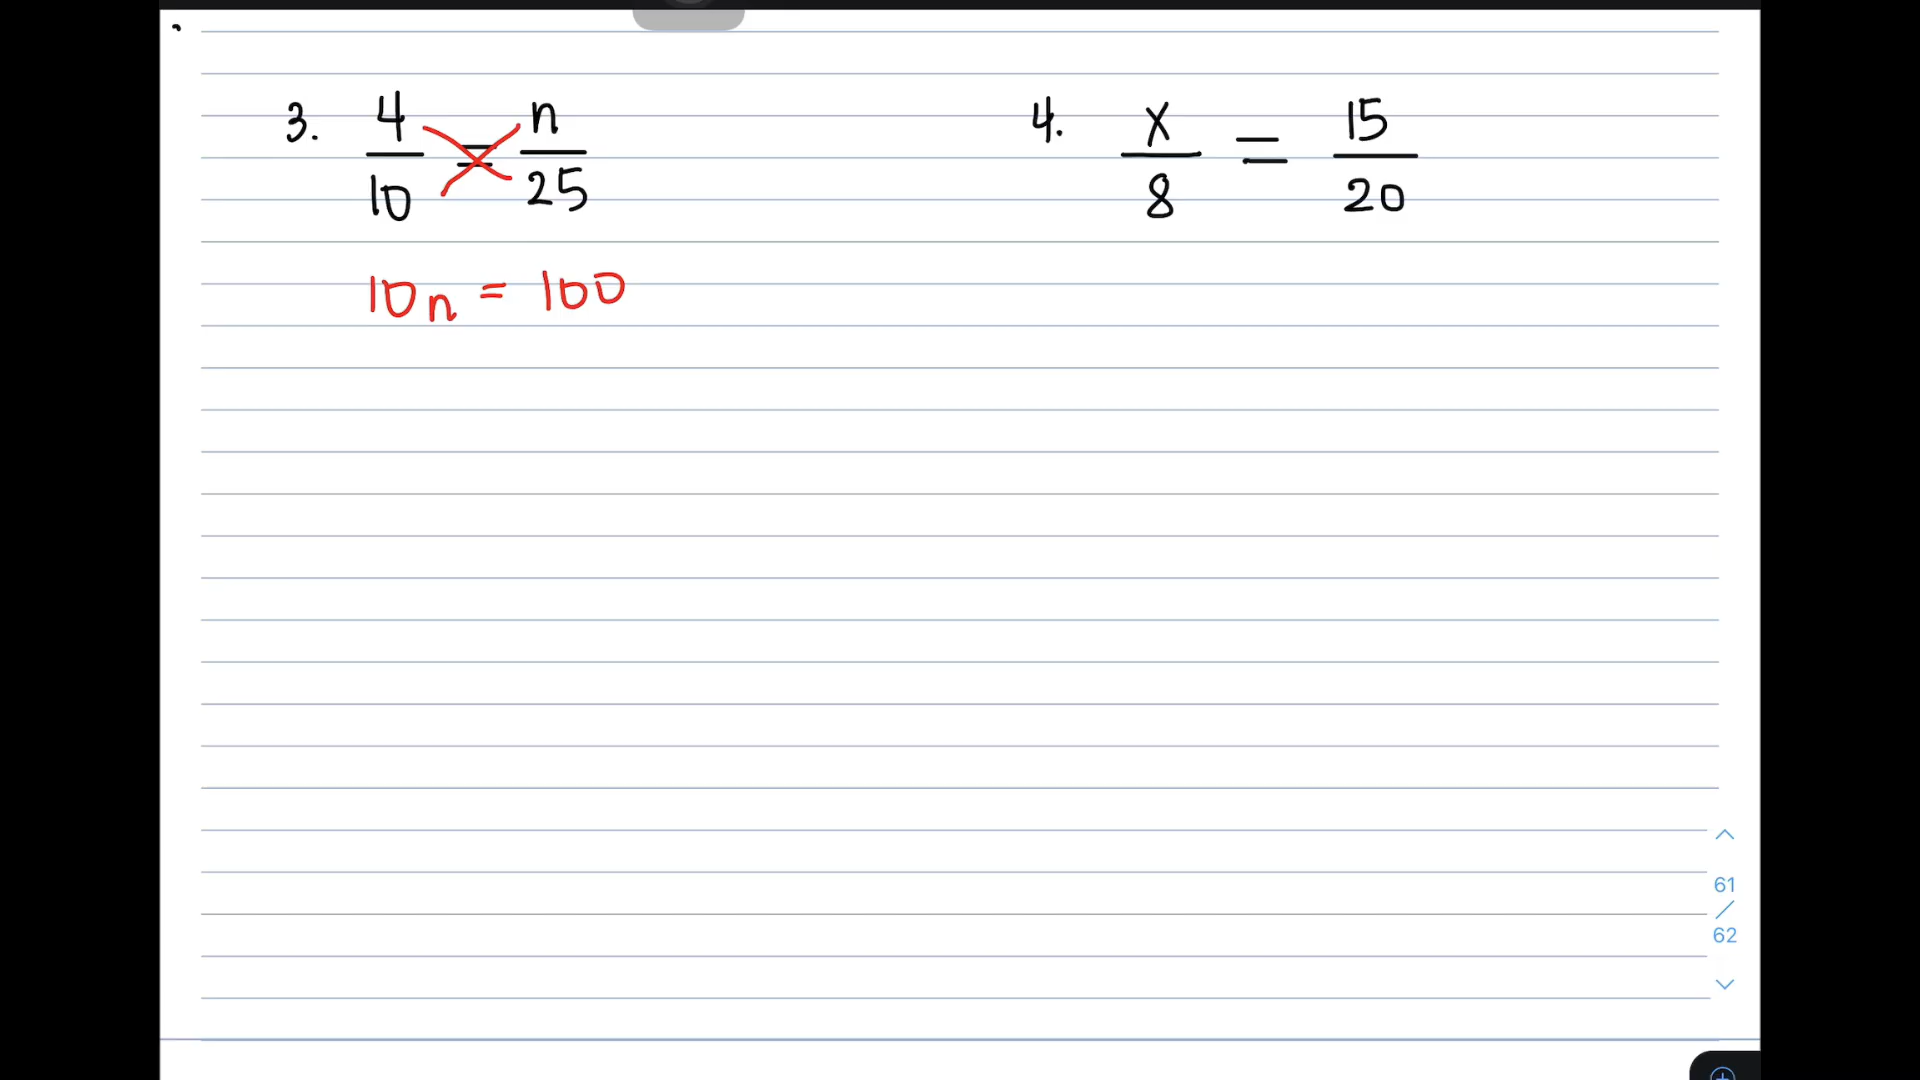 3. 4/10 = n/25
4. x/8 = 15/20
10n = 100
61
/
62